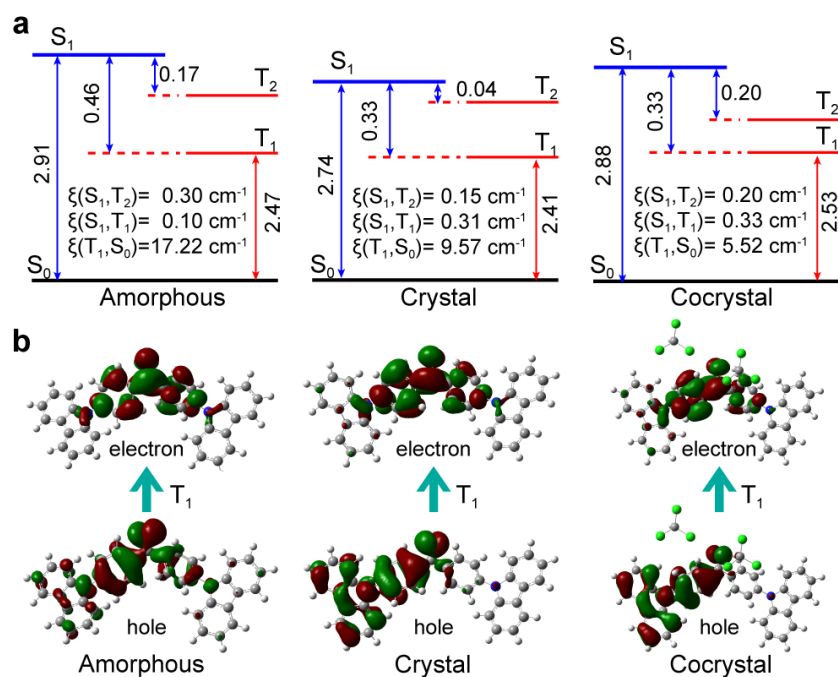 a
S₁
0.17
T₂
0.46
T₁
2.91
ξ(S₁,T₂)= 0.30 cm⁻¹
ξ(S₁,T₁)= 0.10 cm⁻¹
ξ(T₁,S₀)=17.22 cm⁻¹
2.47
S₀
Amorphous
S₁
0.04
T₂
0.33
T₁
2.74
ξ(S₁,T₂)= 0.15 cm⁻¹
ξ(S₁,T₁)= 0.31 cm⁻¹
ξ(T₁,S₀)= 9.57 cm⁻¹
2.41
S₀
Crystal
S₁
0.20
T₂
0.33
T₁
2.88
ξ(S₁,T₂)= 0.20 cm⁻¹
ξ(S₁,T₁)= 0.33 cm⁻¹
ξ(T₁,S₀)= 5.52 cm⁻¹
2.53
S₀
Cocrystal
b
electron
T₁
hole
Amorphous
electron
T₁
hole
Crystal
electron
T₁
hole
Cocrystal